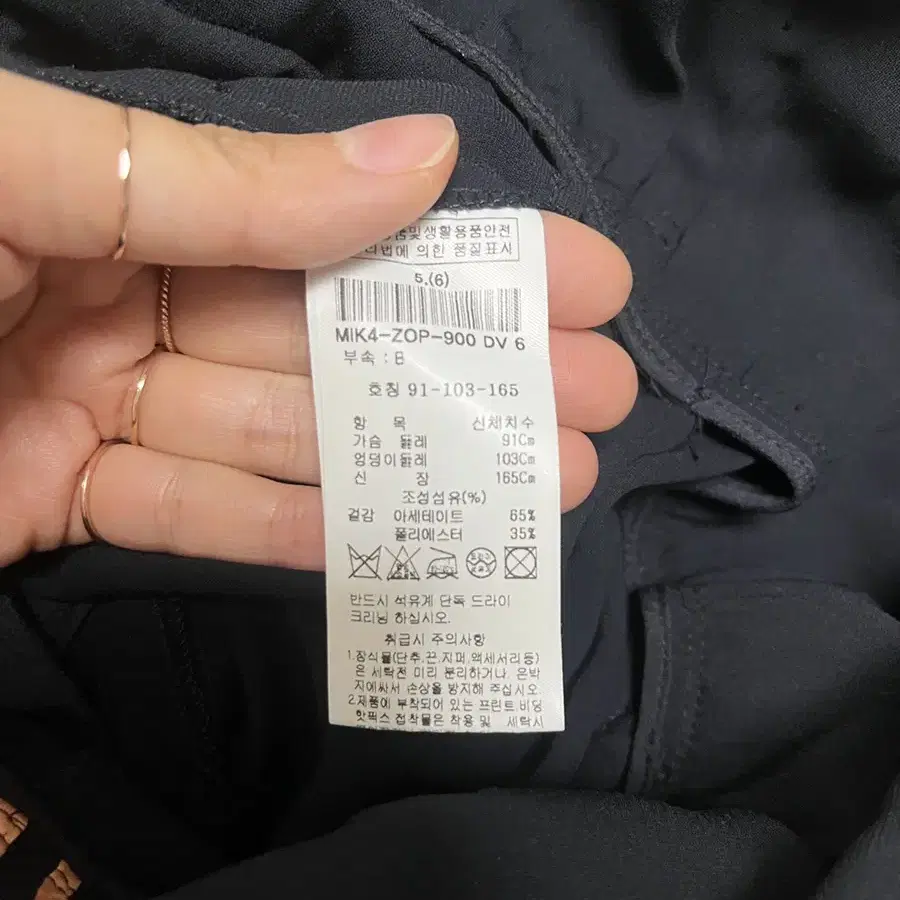 및생활용품안전
법에 의한 품질표시
5.(6)
MIK4-ZOP-900 DV 6
부속 : B
호칭 91-103-165
항 목 신체치수
가슴 둘레 91Cm
엉덩이둘레 103Cm
신 장 165Cm
조성섬유(%)
겉감 아세테이트 65%
폴리에스터 35%
반드시 석유계 단독 드라이
크리닝 하십시오.
취급시 주의사항
1.장식물(단추,끈,지퍼,액세서리등)
은 세탁전 미리 분리하거나, 은박
지에싸서 손상을 방지해 주십시오.
2.제품에 부착되어 있는 프린트 비딩
핫픽스 접착물은 착용 및 세탁시